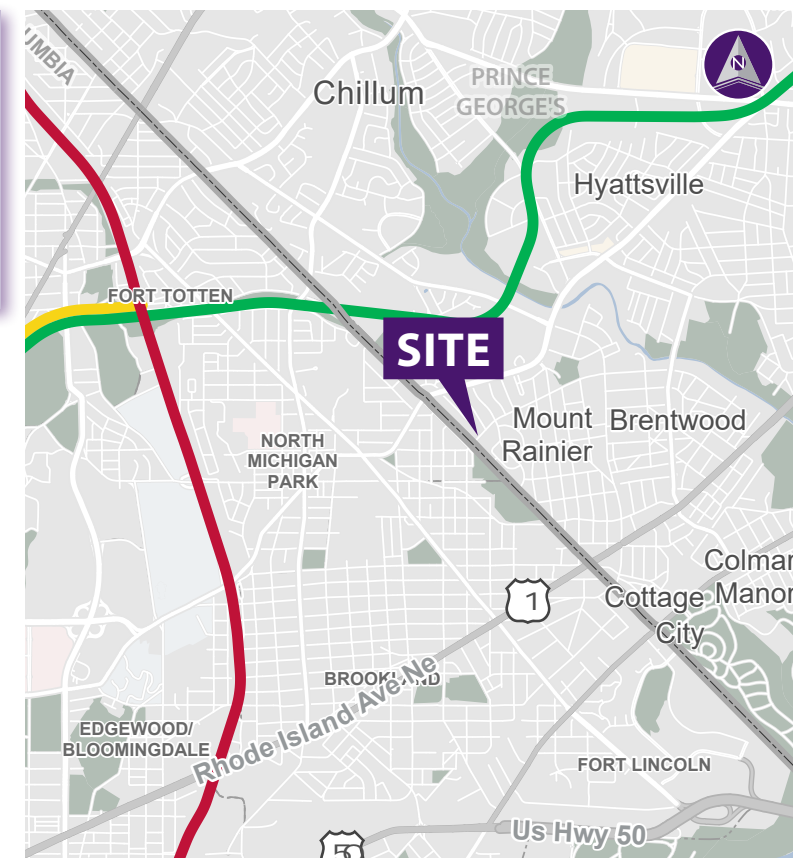 UMBIA
Chillum
PRINCE
GEORGE'S
N
Hyattsville
FORT TOTTEN
SITE
Mount
Rainier
Brentwood
NORTH
MICHIGAN
PARK
Colmar
Manor
1
Cottage
City
BROOKLAND
Rhode Island Ave Ne
EDGEWOOD/
BLOOMINGDALE
FORT LINCOLN
Us Hwy 50
50